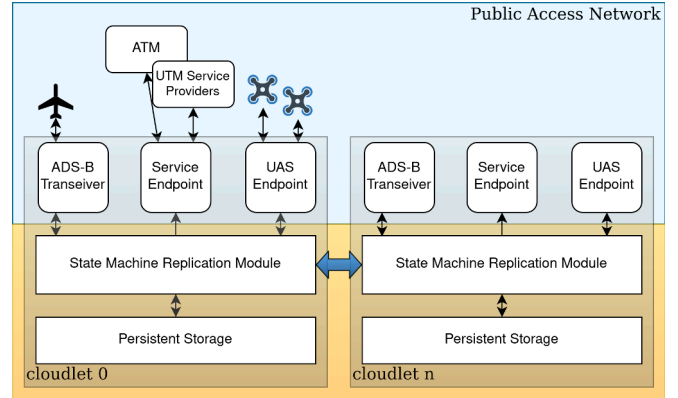 Public Access Network
ATM
UTM Service
Providers
ADS-B
Transeiver
Service
Endpoint
UAS
Endpoint
ADS-B
Transeiver
Service
Endpoint
UAS
Endpoint
State Machine Replication Module
State Machine Replication Module
Persistent Storage
Persistent Storage
cloudlet 0
cloudlet n